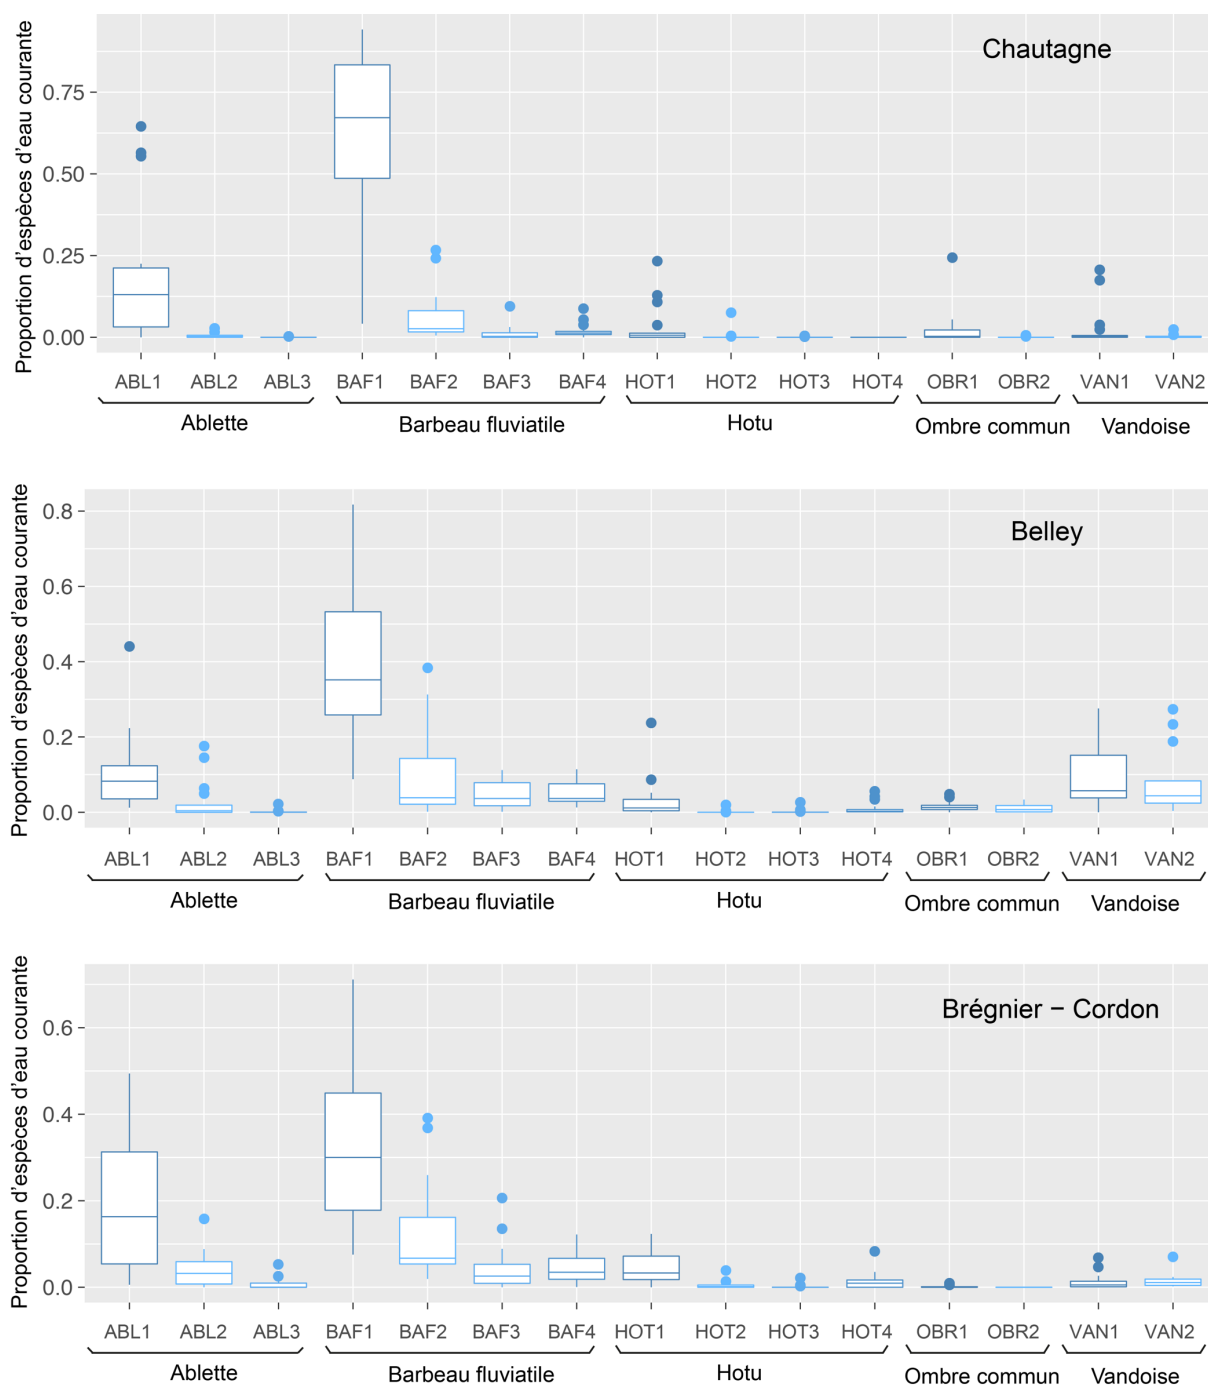 Chautagne
Proportion d'espèces d'eau courante
0.75
0.50
0.25
0.00
ABL1 ABL2 ABL3 BAF1 BAF2 BAF3 BAF4 HOT1 HOT2 HOT3 HOT4 OBR1 OBR2 VAN1 VAN2
Ablette Barbeau fluviatile Hotu Ombre commun Vandoise
Belley
Proportion d'espèces d'eau courante
0.8
0.6
0.4
0.2
0.0
ABL1 ABL2 ABL3 BAF1 BAF2 BAF3 BAF4 HOT1 HOT2 HOT3 HOT4 OBR1 OBR2 VAN1 VAN2
Ablette Barbeau fluviatile Hotu Ombre commun Vandoise
Brégnier − Cordon
Proportion d'espèces d'eau courante
0.6
0.4
0.2
0.0
ABL1 ABL2 ABL3 BAF1 BAF2 BAF3 BAF4 HOT1 HOT2 HOT3 HOT4 OBR1 OBR2 VAN1 VAN2
Ablette Barbeau fluviatile Hotu Ombre commun Vandoise